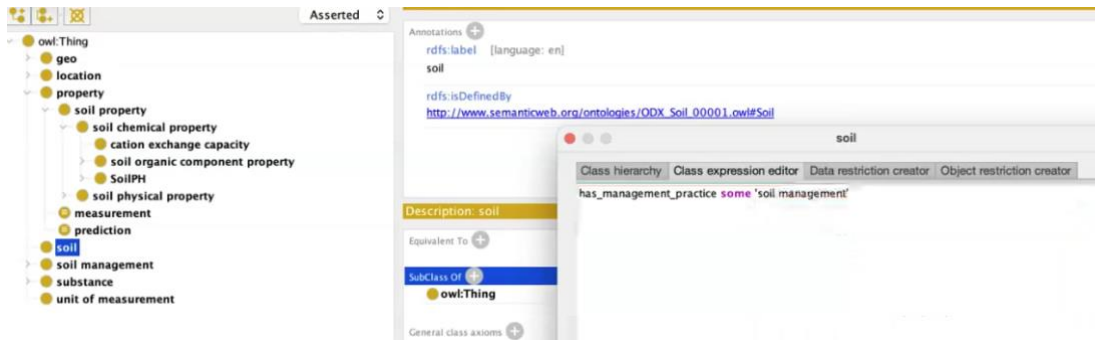 Asserted
owl:Thing
geo
location
property
soil property
soil chemical property
cation exchange capacity
soil organic component property
SoilPH
soil physical property
measurement
prediction
soil
soil management
substance
unit of measurement
Annotations
rdfs:label [language: en]
soil
rdfs:isDefinedBy
http://www.semanticweb.org/ontologies/ODX_Soil_00001.owl#Soil
Description: soil
Equivalent To
SubClass Of
owl:Thing
General class axioms
soil
Class hierarchy Class expression editor Data restriction creator Object restriction creator
has_management_practice some 'soil management'